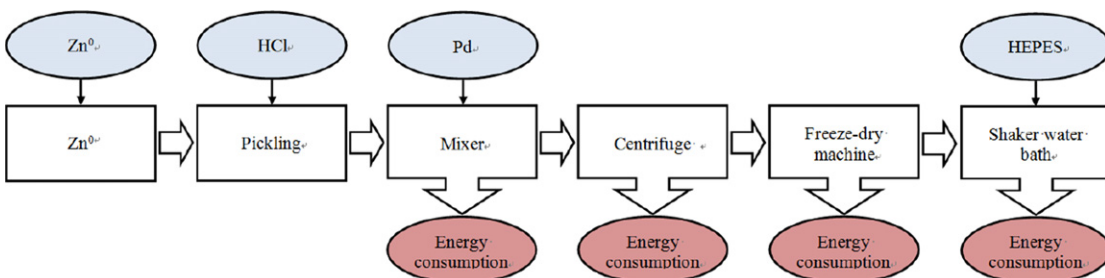 Zn⁰
HCl
Pd
HEPES
Zn⁰
Pickling
Mixer
Centrifuge
Freeze-dry
machine
Shaker water
bath
Energy
consumption
Energy
consumption
Energy
consumption
Energy
consumption